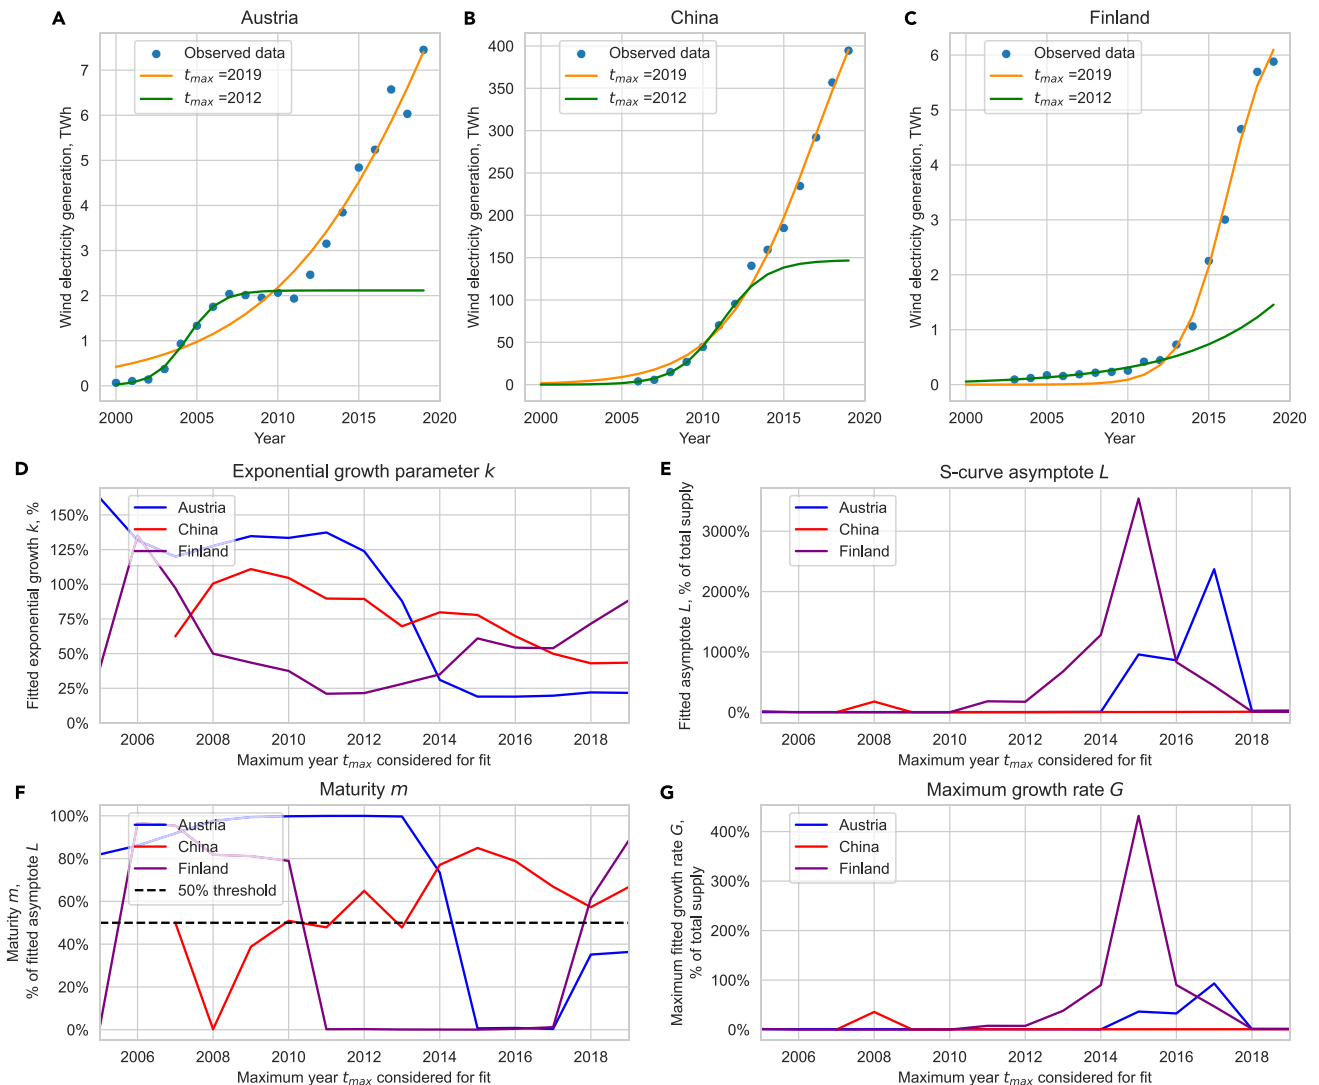 A
Austria
Wind electricity generation, TWh
7
6
5
4
3
2
1
0
Observed data
t_max =2019
t_max =2012
2000
2005
2010
2015
2020
Year
B
China
Wind electricity generation, TWh
400
350
300
250
200
150
100
50
0
Observed data
t_max =2019
t_max =2012
2000
2005
2010
2015
2020
Year
C
Finland
Wind electricity generation, TWh
6
5
4
3
2
1
0
Observed data
t_max =2019
t_max =2012
2000
2005
2010
2015
2020
Year
D
Exponential growth parameter k
Fitted exponential growth k, %
150%
125%
100%
75%
50%
25%
0%
Austria
China
Finland
2006
2008
2010
2012
2014
2016
2018
Maximum year t_max considered for fit
E
S-curve asymptote L
Fitted asymptote L, % of total supply
3000%
2000%
1000%
0%
Austria
China
Finland
2006
2008
2010
2012
2014
2016
2018
Maximum year t_max considered for fit
F
Maturity m
Maturity m,
% of fitted asymptote L
100%
80%
60%
40%
20%
0%
Austria
China
Finland
50% threshold
2006
2008
2010
2012
2014
2016
2018
Maximum year t_max considered for fit
G
Maximum growth rate G
Maximum fitted growth rate G,
% of total supply
400%
300%
200%
100%
0%
Austria
China
Finland
2006
2008
2010
2012
2014
2016
2018
Maximum year t_max considered for fit